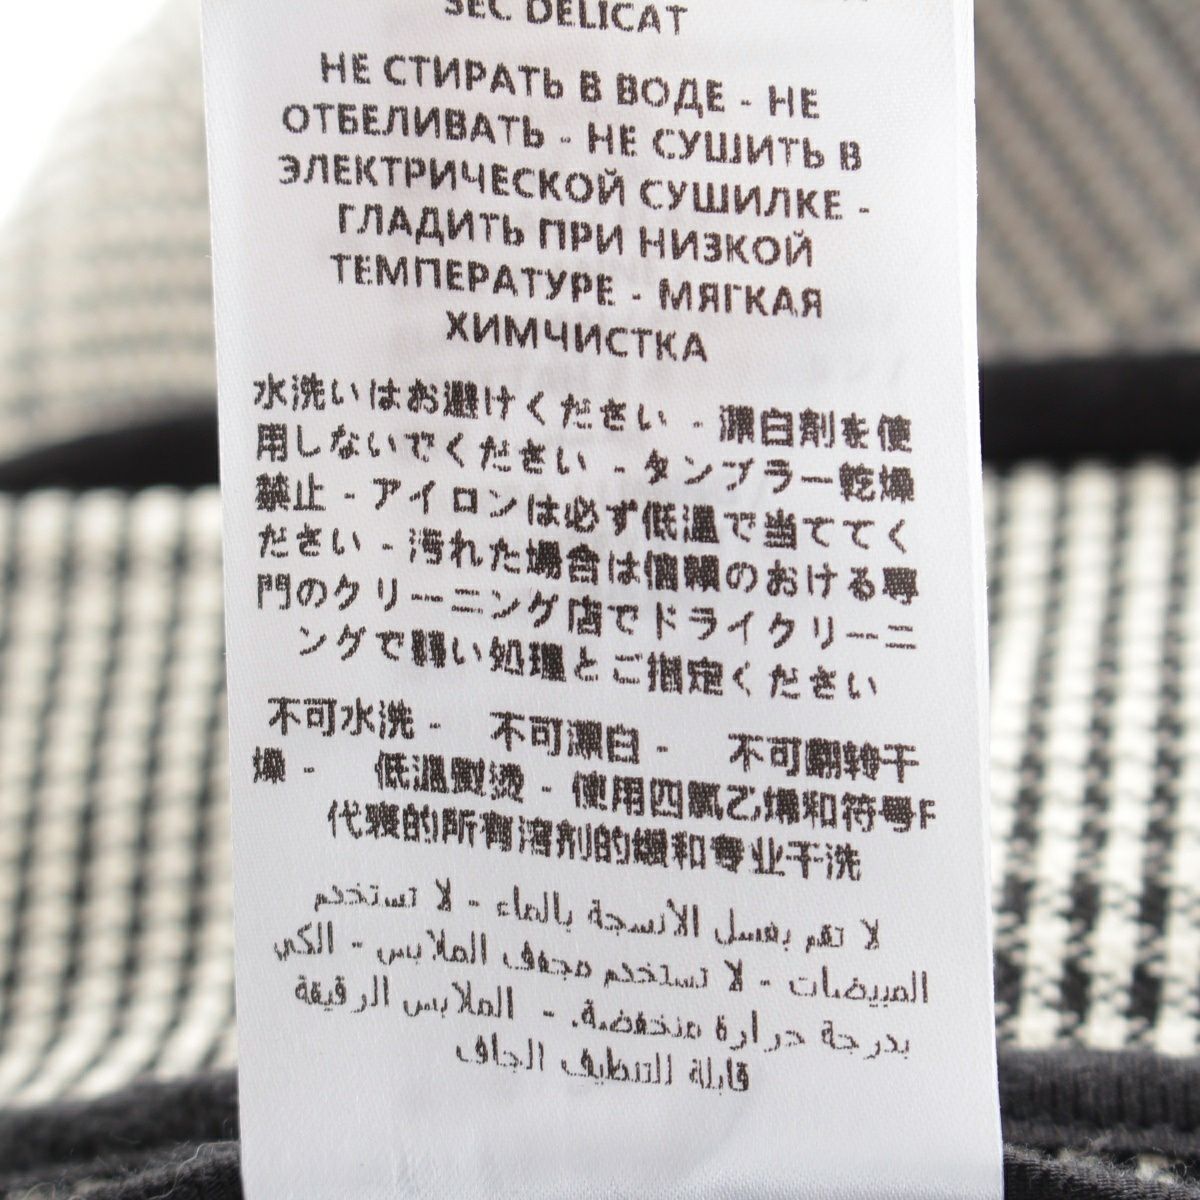 SEC DELICAT
НЕ СТИРАТЬ В ВОДЕ - НЕ
ОТБЕЛИВАТЬ - НЕ СУШИТЬ В
ЭЛЕКТРИЧЕСКОЙ СУШИЛКЕ -
ГЛАДИТЬ ПРИ НИЗКОЙ
ТЕМПЕРАТУРЕ - МЯГКАЯ
ХИМЧИСТКА
水洗いはお避けください - 漂白剤を使
用しないでください - タンブラー乾燥
禁止 - アイロンは必ず低温で当ててく
ださい - 汚れた場合は信頼のおける専
門のクリーニング店でドライクリーニ
ングで弱い処理とご指定ください
不可水洗 - 不可漂白 - 不可翻转干
燥 - 低温熨烫 - 使用四氯乙烯和符号F
代表的所有溶剂的缓和专业干洗
لا تقم بغسل الانسجة بالماء - لا تستخدم
المبيضات - لا تستخدم مجفف الملابس - الكي
بدرجة حرارة منخفضة. - الملابس الرقيقة
قابلة للتنظيف الجاف